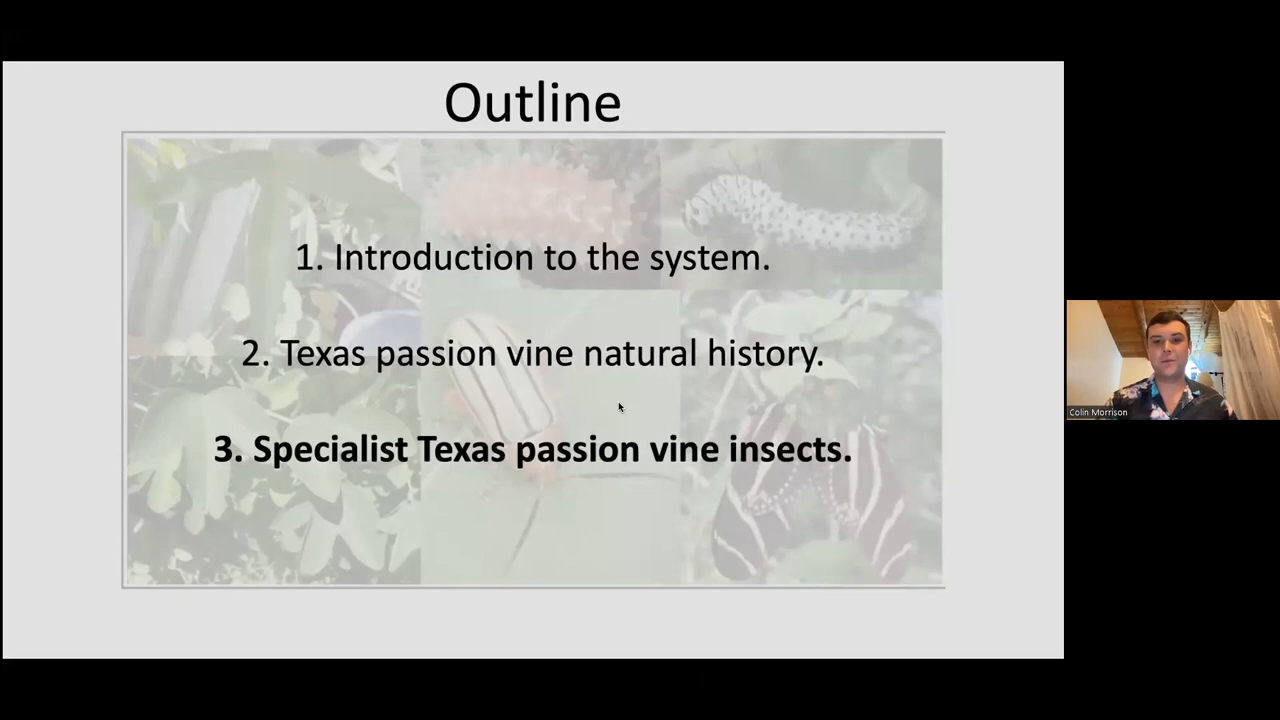 Outline
1. Introduction to the system.
2. Texas passion vine natural history.
3. Specialist Texas passion vine insects.
Colin Morrison